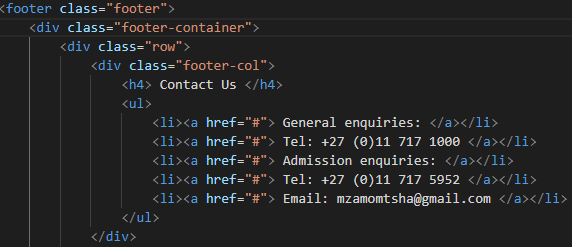 <footer class="footer">
<div class="footer-container">
<div class="row">
<div class="footer-col">
<h4> Contact Us </h4>
<ul>
<li><a href="#"> General enquiries: </a></li>
<li><a href="#"> Tel: +27 (0)11 717 1000 </a></li>
<li><a href="#"> Admission enquiries: </a></li>
<li><a href="#"> Tel: +27 (0)11 717 5952 </a></li>
<li><a href="#"> Email: mzamomtsha@gmail.com </a></li>
</ul>
</div>